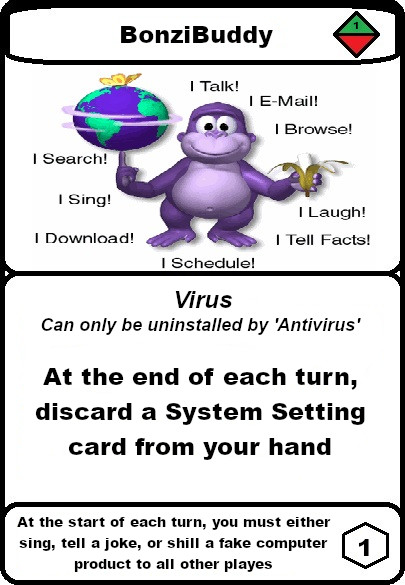 BonziBuddy
1
I Talk!
I E-Mail!
I Browse!
I Search!
I Sing!
I Laugh!
I Download!
I Tell Facts!
I Schedule!
Virus
Can only be uninstalled by 'Antivirus'
At the end of each turn,
discard a System Setting
card from your hand
At the start of each turn, you must either
sing, tell a joke, or shill a fake computer
product to all other playes
1